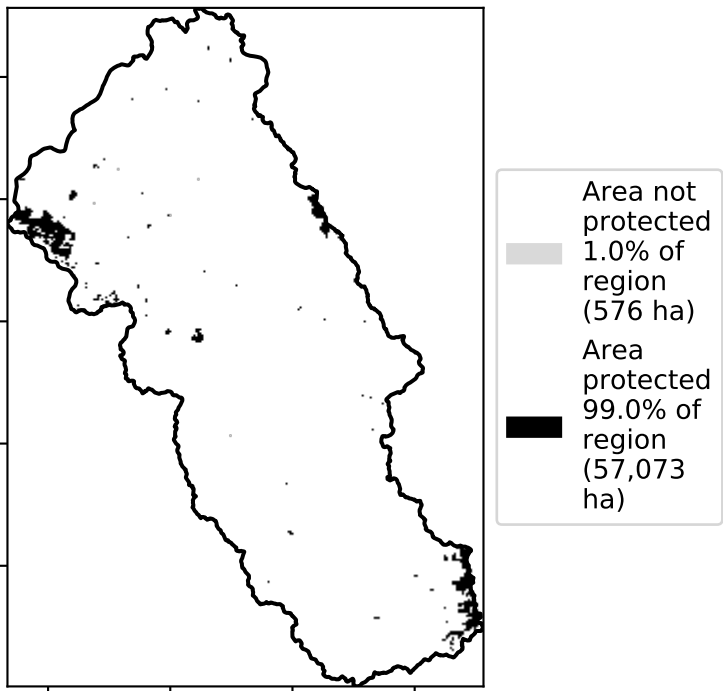 Area not
protected
1.0% of
region
(576 ha)
Area
protected
99.0% of
region
(57,073
ha)